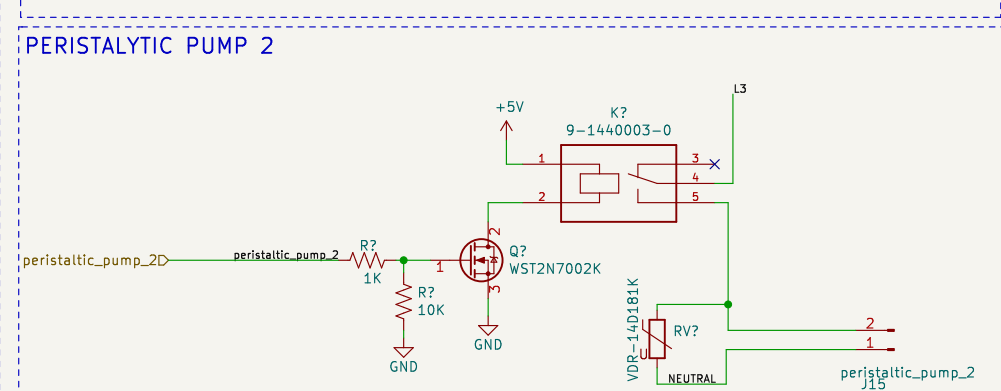 PERISTALYTIC PUMP 2
L3
+5V
K?
9-1440003-0
1
3
4
2
5
2
peristaltic_pump_2
peristaltic_pump_2
R?
1K
1
Q?
WST2N7002K
3
R?
10K
GND
GND
VDR-14D181K
U
RV?
NEUTRAL
2
1
peristaltic_pump_2
J15